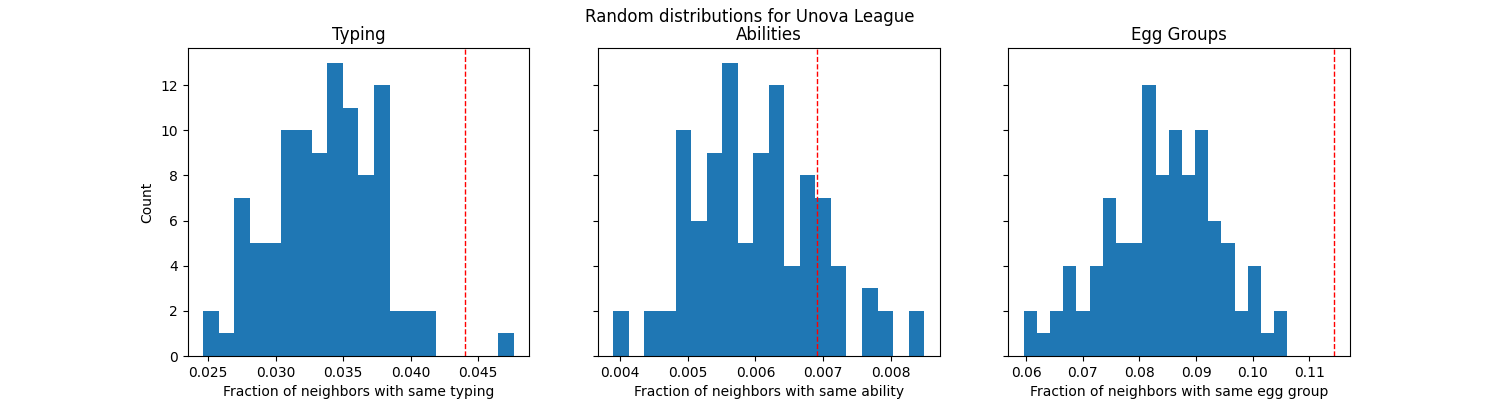 Random distributions for Unova League
Typing
Abilities
Egg Groups
Count
12
10
8
6
4
2
0
0.025 0.030 0.035 0.040 0.045
0.004 0.005 0.006 0.007 0.008
0.06 0.07 0.08 0.09 0.10 0.11
Fraction of neighbors with same typing
Fraction of neighbors with same ability
Fraction of neighbors with same egg group